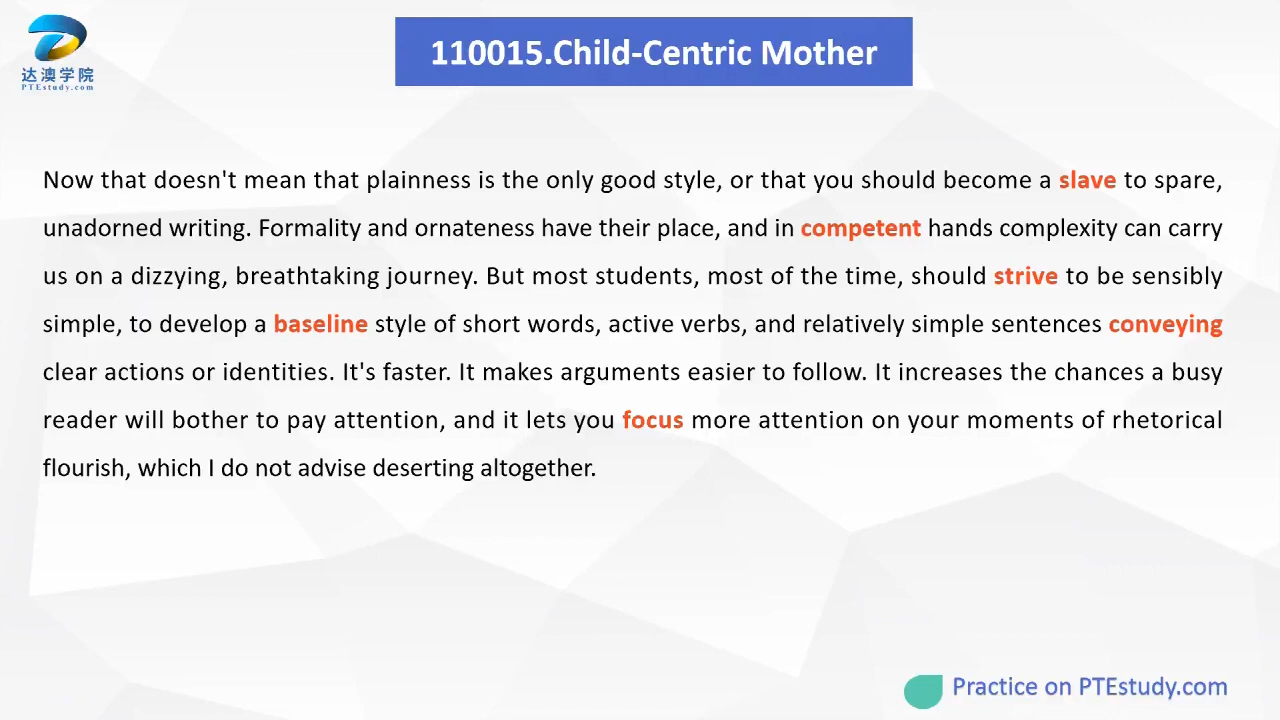 达澳学院
PTEstudy.com
110015.Child-Centric Mother
Now that doesn't mean that plainness is the only good style, or that you should become a slave to spare,
unadorned writing. Formality and ornateness have their place, and in competent hands complexity can carry
us on a dizzying, breathtaking journey. But most students, most of the time, should strive to be sensibly
simple, to develop a baseline style of short words, active verbs, and relatively simple sentences conveying
clear actions or identities. It's faster. It makes arguments easier to follow. It increases the chances a busy
reader will bother to pay attention, and it lets you focus more attention on your moments of rhetorical
flourish, which I do not advise deserting altogether.
Practice on PTEstudy.com